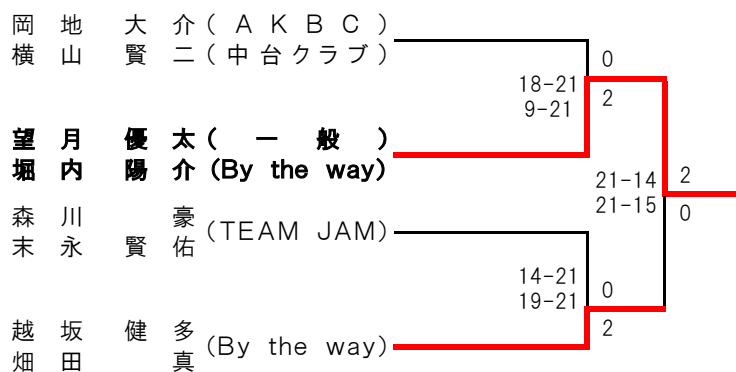 岡地 大介(AKBC)
横山 賢二(中台クラブ)
0
18-21
9-21
2
望月 優太(一般)
堀内 陽介(By the way)
21-14
21-15
2
0
森川 豪
末永 賢佑
(TEAM JAM)
14-21
19-21
0
2
越坂 健多
畑田 真
(By the way)